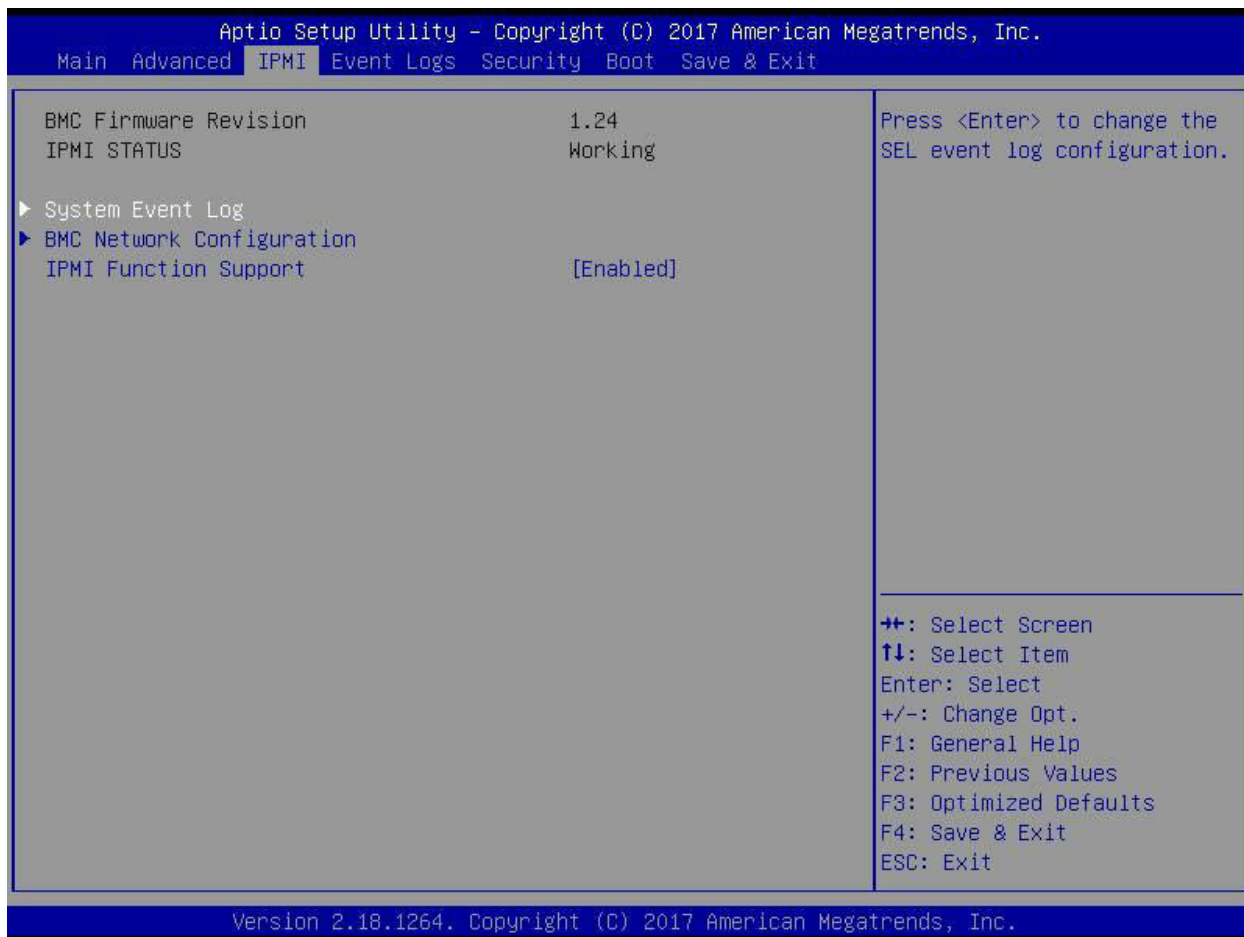 Aptio Setup Utility – Copyright (C) 2017 American Megatrends, Inc.
Main Advanced IPMI Event Logs Security Boot Save & Exit
BMC Firmware Revision 1.24
IPMI STATUS Working
▶ System Event Log
▶ BMC Network Configuration
IPMI Function Support [Enabled]
Press <Enter> to change the
SEL event log configuration.
→←: Select Screen
↑↓: Select Item
Enter: Select
+/-: Change Opt.
F1: General Help
F2: Previous Values
F3: Optimized Defaults
F4: Save & Exit
ESC: Exit
Version 2.18.1264. Copyright (C) 2017 American Megatrends, Inc.